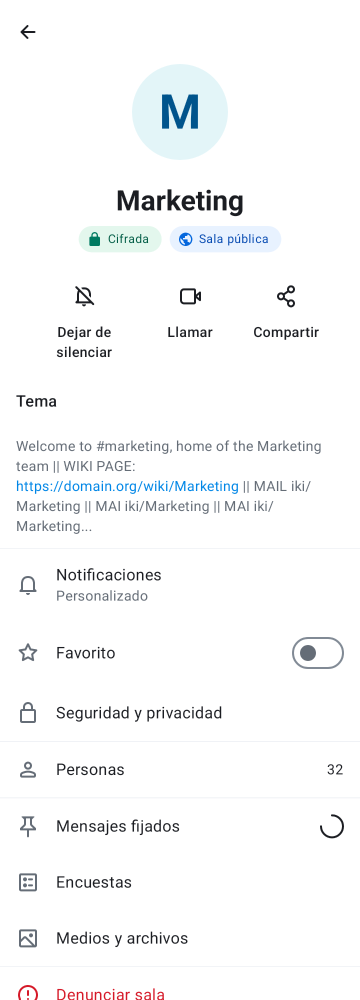 M
Marketing
Cifrada
Sala pública
Dejar de
silenciar
Llamar
Compartir
Tema
Welcome to #marketing, home of the Marketing
team || WIKI PAGE:
https://domain.org/wiki/Marketing || MAIL iki/
Marketing || MAI iki/Marketing || MAI iki/
Marketing...
Notificaciones
Personalizado
Favorito
Seguridad y privacidad
Personas 32
Mensajes fijados
Encuestas
Medios y archivos
Denunciar sala